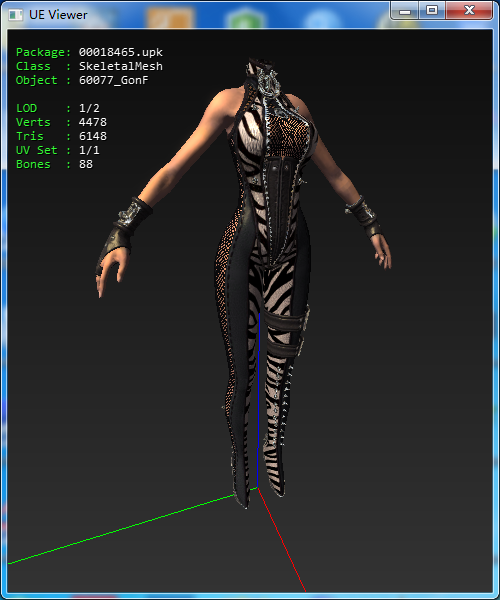 UE Viewer
Package: 00018465.upk
Class : SkeletalMesh
Object : 60077_GonF
LOD : 1/2
Verts : 4478
Tris : 6148
UV Set : 1/1
Bones : 88